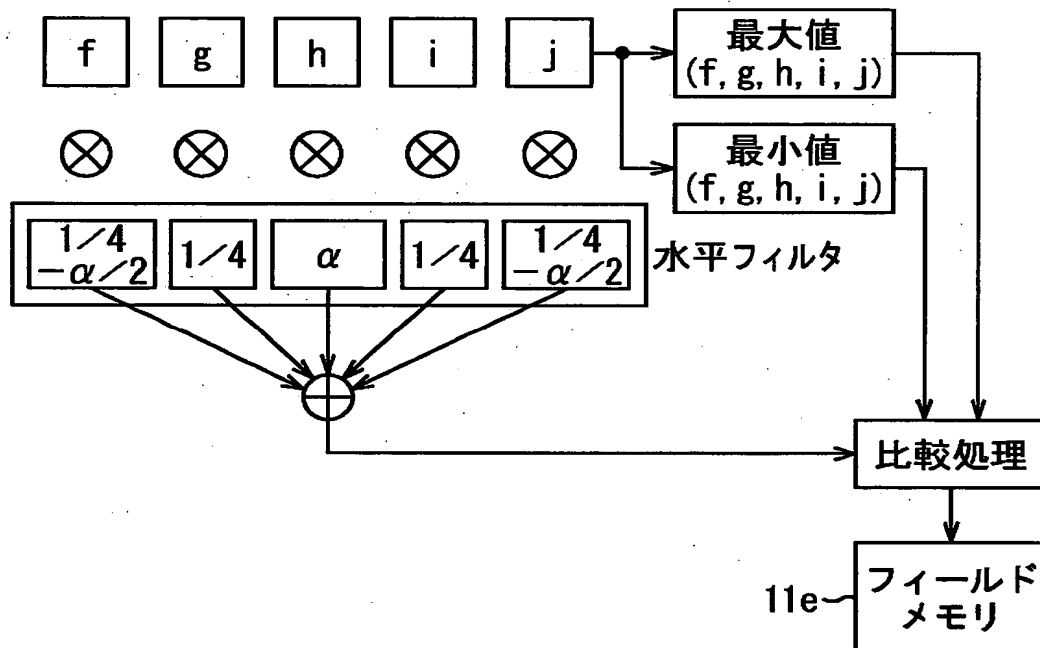 f g h i j
最大値
(f, g, h, i, j)
最小値
(f, g, h, i, j)
1/4
-α/2
1/4
α
1/4
1/4
-α/2
水平フィルタ
比較処理
11e
フィールド
メモリ